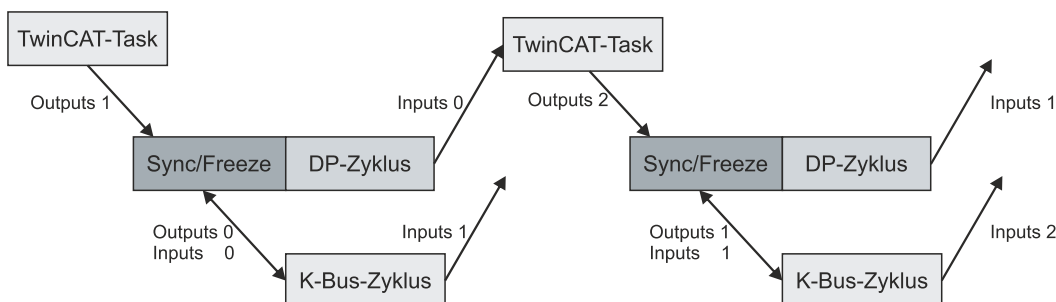 TwinCAT-Task
TwinCAT-Task
Outputs 1
Inputs 0
Outputs 2
Inputs 1
Sync/Freeze
DP-Zyklus
Sync/Freeze
DP-Zyklus
Outputs 0
Inputs 0
Inputs 1
Outputs 1
Inputs 1
Inputs 2
K-Bus-Zyklus
K-Bus-Zyklus